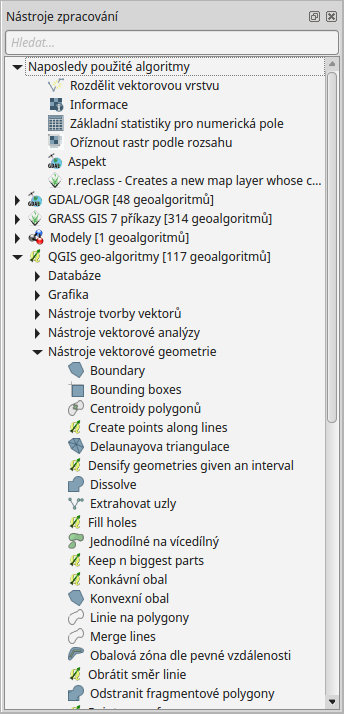 Nástroje zpracování
Hledat...
Naposledy použité algoritmy
Rozdělit vektorovou vrstvu
Informace
Základní statistiky pro numerická pole
Oříznout rastr podle rozsahu
Aspekt
r.reclass - Creates a new map layer whose c...
GDAL/OGR [48 geoalgoritmů]
GRASS GIS 7 příkazy [314 geoalgoritmů]
Modely [1 geoalgoritmů]
QGIS geo-algoritmy [117 geoalgoritmů]
Databáze
Grafika
Nástroje tvorby vektorů
Nástroje vektorové analýzy
Nástroje vektorové geometrie
Boundary
Bounding boxes
Centroidy polygonů
Create points along lines
Delaunayova triangulace
Densify geometries given an interval
Dissolve
Extrahovat uzly
Fill holes
Jednodílné na vícedílný
Keep n biggest parts
Konkávní obal
Konvexní obal
Linie na polygony
Merge lines
Obalová zóna dle pevné vzdálenosti
Obrátit směr linie
Odstranit fragmentové polygony